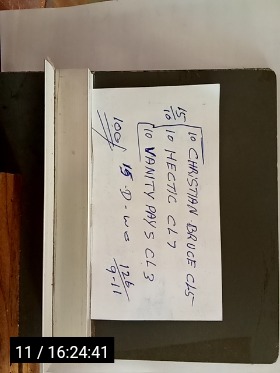 10 CHRISTIAN BRUCE CL5
15/10 10 HECTIC CL7
10 VANITY PAYS CL3
15 D-W=
126
9-11
11 / 16:24:41